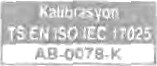 Kalibrasyon
TS EN ISO IEC 17025
AB-0078-K